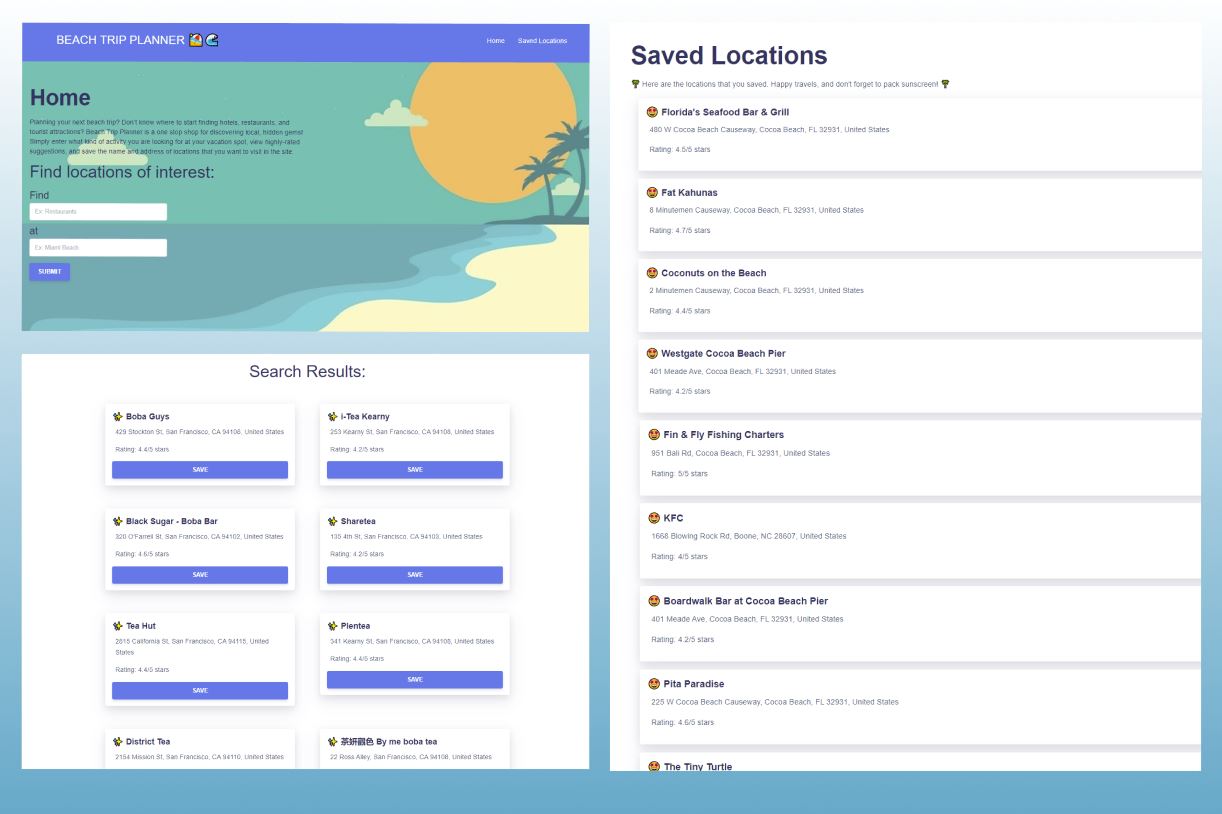 BEACH TRIP PLANNER
Home
Saved Locations
Home
Planning your next beach trip? Don't know where to start finding hotels, restaurants, and
tourist attractions? Beach Trip Planner is a one stop shop for discovering local, hidden gems!
Simply enter what kind of activity you are looking for at your vacation spot, view highly-rated
suggestions, and save the name and address of locations that you want to visit in the site.
Find locations of interest:
Find
Ex: Restaurants
at
Ex: Miami Beach
SUBMIT
Search Results:
Boba Guys
429 Stockton St, San Francisco, CA 94108, United States
Rating: 4.4/5 stars
SAVE
i-Tea Kearny
253 Kearny St, San Francisco, CA 94108, United States
Rating: 4.2/5 stars
SAVE
Black Sugar - Boba Bar
320 O'Farrell St, San Francisco, CA 94102, United States
Rating: 4.6/5 stars
SAVE
Sharetea
135 4th St, San Francisco, CA 94103, United States
Rating: 4.2/5 stars
SAVE
Tea Hut
2815 California St, San Francisco, CA 94115, United
States
Rating: 4.4/5 stars
SAVE
Plentea
341 Kearny St, San Francisco, CA 94108, United States
Rating: 4.4/5 stars
SAVE
District Tea
2154 Mission St, San Francisco, CA 94110, United States
茶妍觀色 By me boba tea
22 Ross Alley, San Francisco, CA 94108, United States
Saved Locations
Here are the locations that you saved. Happy travels, and don't forget to pack sunscreen!
Florida's Seafood Bar & Grill
480 W Cocoa Beach Causeway, Cocoa Beach, FL 32931, United States
Rating: 4.5/5 stars
Fat Kahunas
8 Minutemen Causeway, Cocoa Beach, FL 32931, United States
Rating: 4.7/5 stars
Coconuts on the Beach
2 Minutemen Causeway, Cocoa Beach, FL 32931, United States
Rating: 4.4/5 stars
Westgate Cocoa Beach Pier
401 Meade Ave, Cocoa Beach, FL 32931, United States
Rating: 4.2/5 stars
Fin & Fly Fishing Charters
951 Bali Rd, Cocoa Beach, FL 32931, United States
Rating: 5/5 stars
KFC
1668 Blowing Rock Rd, Boone, NC 28607, United States
Rating: 4/5 stars
Boardwalk Bar at Cocoa Beach Pier
401 Meade Ave, Cocoa Beach, FL 32931, United States
Rating: 4.2/5 stars
Pita Paradise
225 W Cocoa Beach Causeway, Cocoa Beach, FL 32931, United States
Rating: 4.6/5 stars
The Tiny Turtle